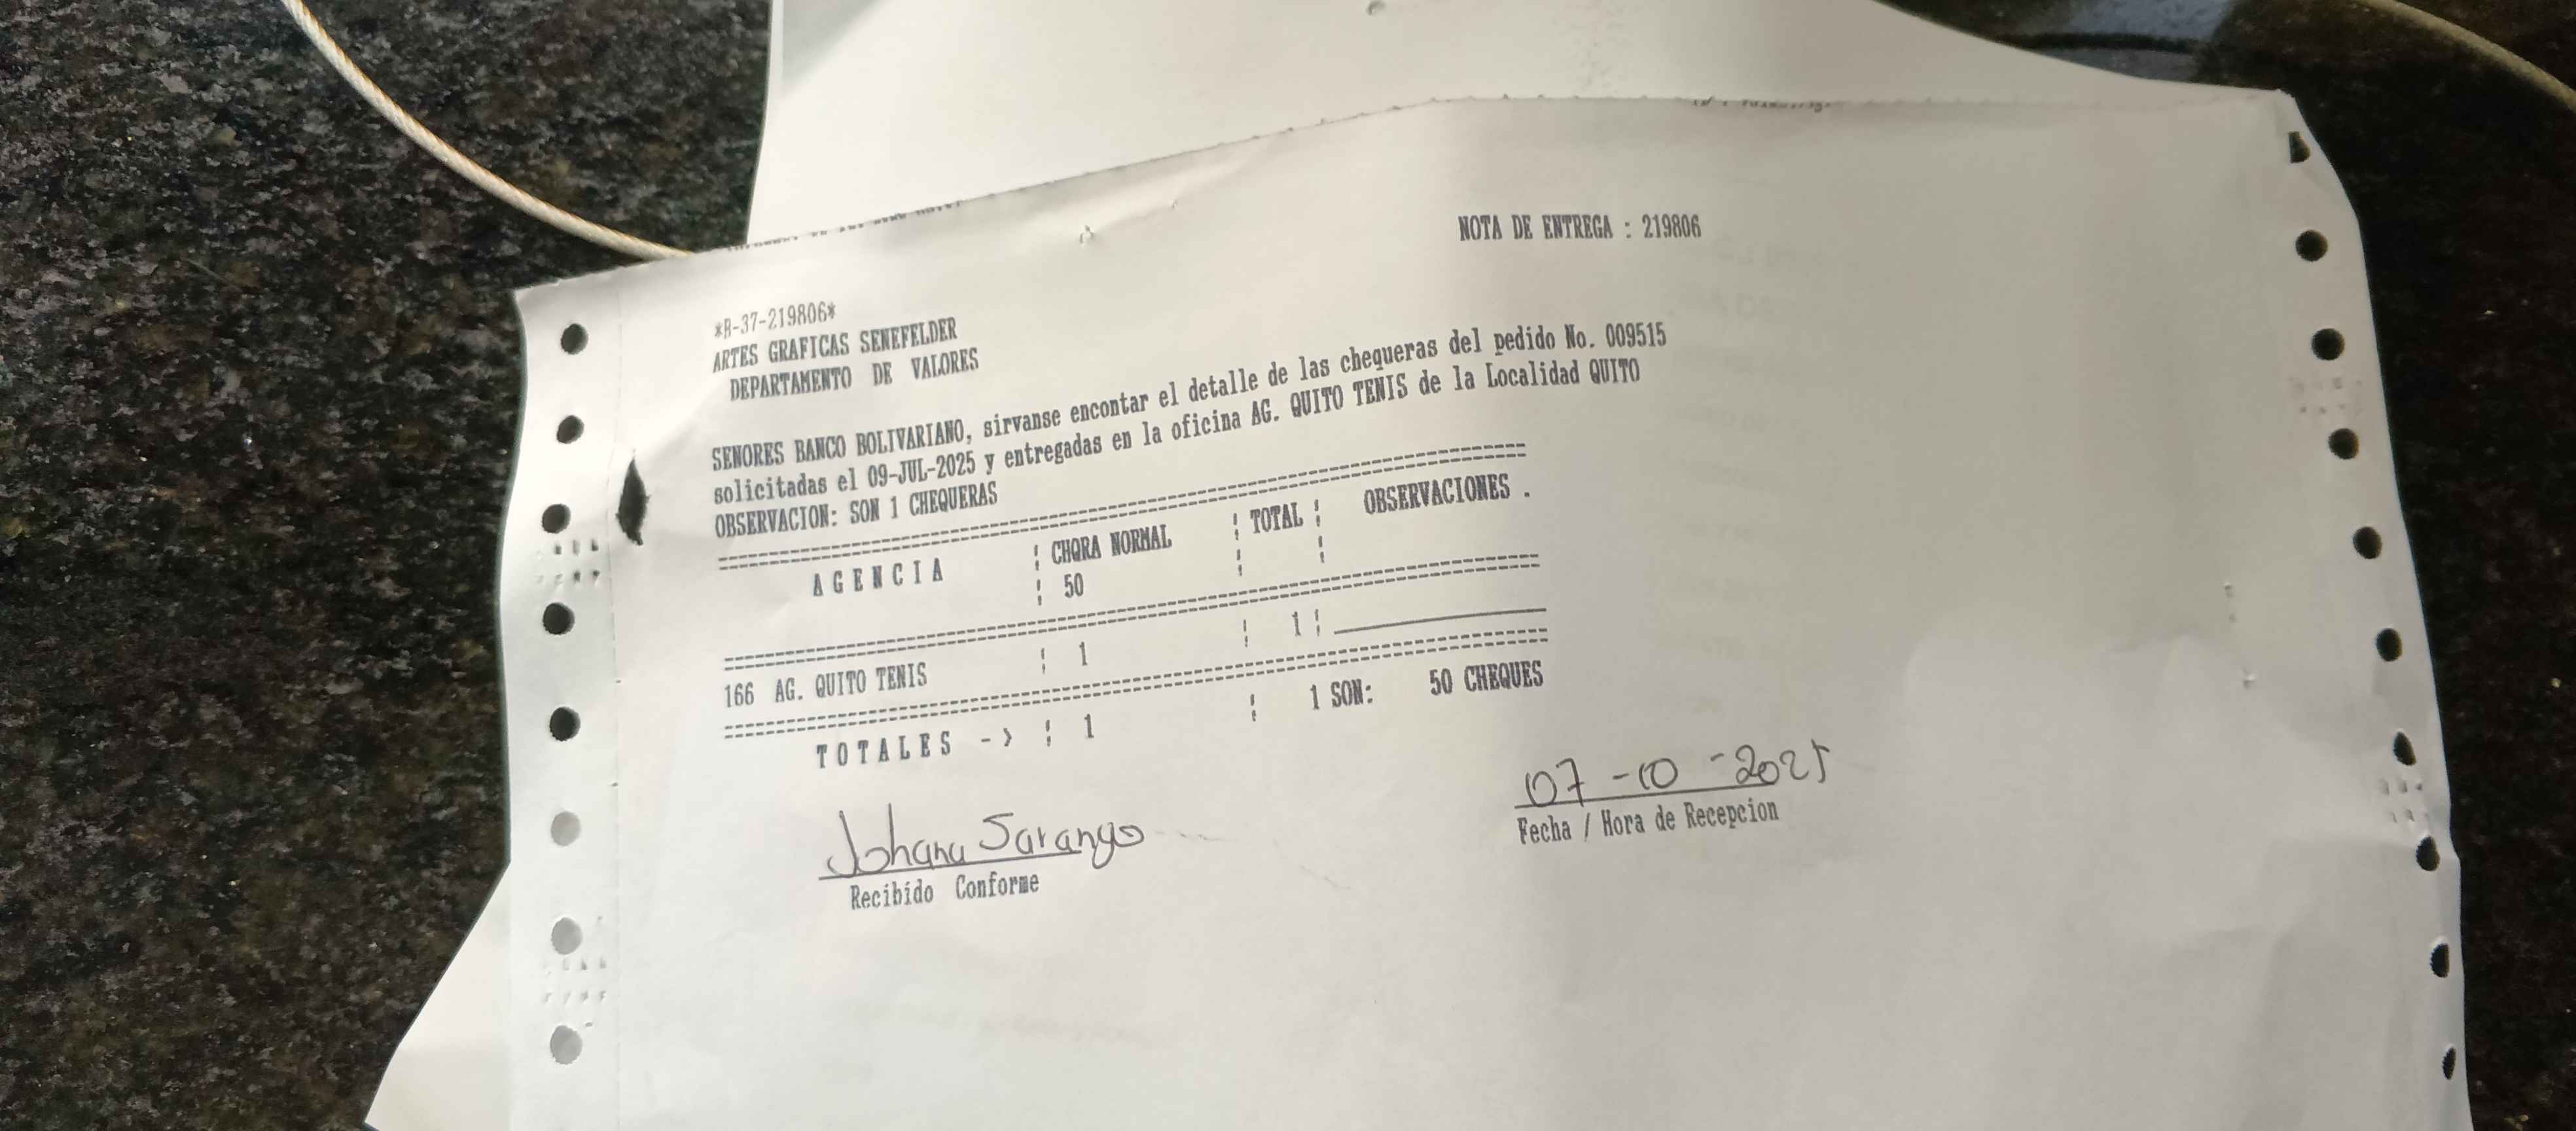 NOTA DE ENTREGA : 219806
*R-37-219806*
ARTES GRAFICAS SENEFELDER
DEPARTAMENTO DE VALORES
SENORES BANCO BOLIVARIANO, sirvanse encontar el detalle de las chequeras del pedido No. 009515
solicitadas el 09-JUL-2025 y entregadas en la oficina AG. QUITO TENIS de la Localidad QUITO
OBSERVACION: SON 1 CHEQUERAS
A G E N C I A ¦ CHQRA NORMAL ¦ TOTAL ¦ OBSERVACIONES .
¦ 50 ¦ ¦
166 AG. QUITO TENIS ¦ 1 ¦ 1 ¦
T O T A L E S - > ¦ 1 ¦ 1 SON: 50 CHEQUES
Johana Sarango 07 -10 -2025
Recibido Conforme Fecha / Hora de Recepcion